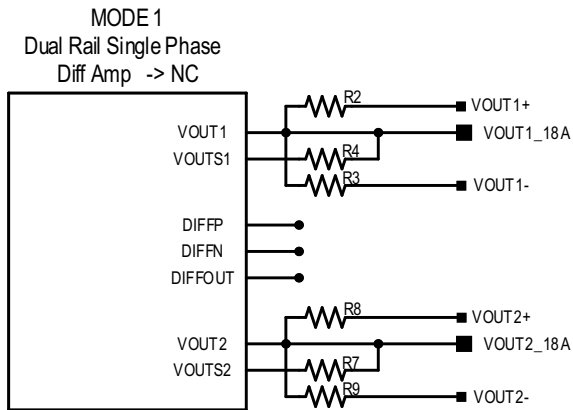 MODE 1
Dual Rail Single Phase
Diff Amp -> NC
R2
VOUT1+
VOUT1
VOUT1_18A
VOUTS1
R4
R3
VOUT1-
DIFFP
DIFFN
DIFFOUT
R8
VOUT2+
VOUT2
VOUT2_18A
VOUTS2
R7
R9
VOUT2-